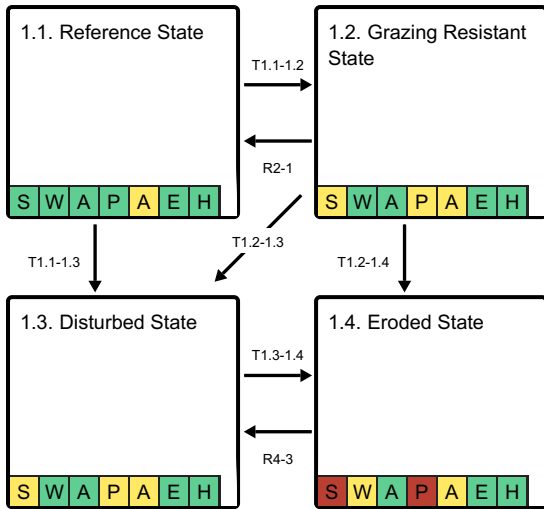 1.1. Reference State
1.2. Grazing Resistant
State
T1.1-1.2
R2-1
S W A P A E H
S W A P A E H
T1.1-1.3
T1.2-1.3
T1.2-1.4
1.3. Disturbed State
1.4. Eroded State
T1.3-1.4
R4-3
S W A P A E H
S W A P A E H